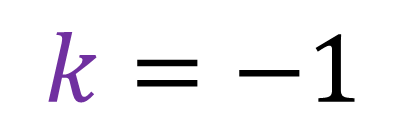 k = −1